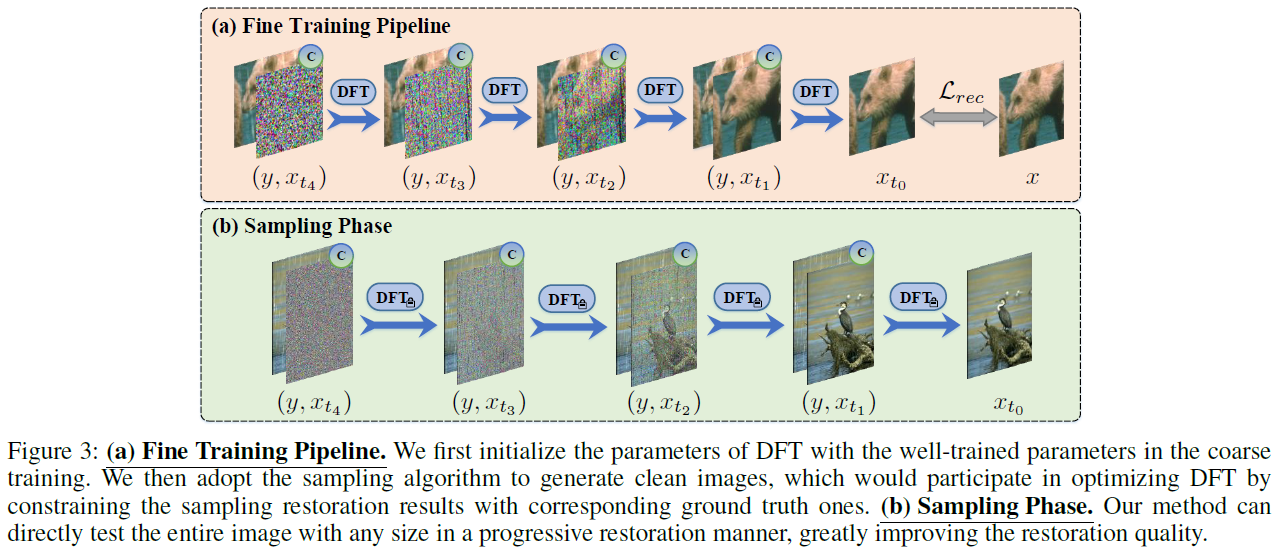 (a) Fine Training Pipeline
C C C C
DFT DFT DFT DFT
$\mathcal{L}_{rec}$
$(y, x_{t_4})$ $(y, x_{t_3})$ $(y, x_{t_2})$ $(y, x_{t_1})$ $x_{t_0}$ $x$
(b) Sampling Phase
C C C C
DFT DFT DFT DFT
$(y, x_{t_4})$ $(y, x_{t_3})$ $(y, x_{t_2})$ $(y, x_{t_1})$ $x_{t_0}$
Figure 3: (a) Fine Training Pipeline. We first initialize the parameters of DFT with the well-trained parameters in the coarse
training. We then adopt the sampling algorithm to generate clean images, which would participate in optimizing DFT by
constraining the sampling restoration results with corresponding ground truth ones. (b) Sampling Phase. Our method can
directly test the entire image with any size in a progressive restoration manner, greatly improving the restoration quality.